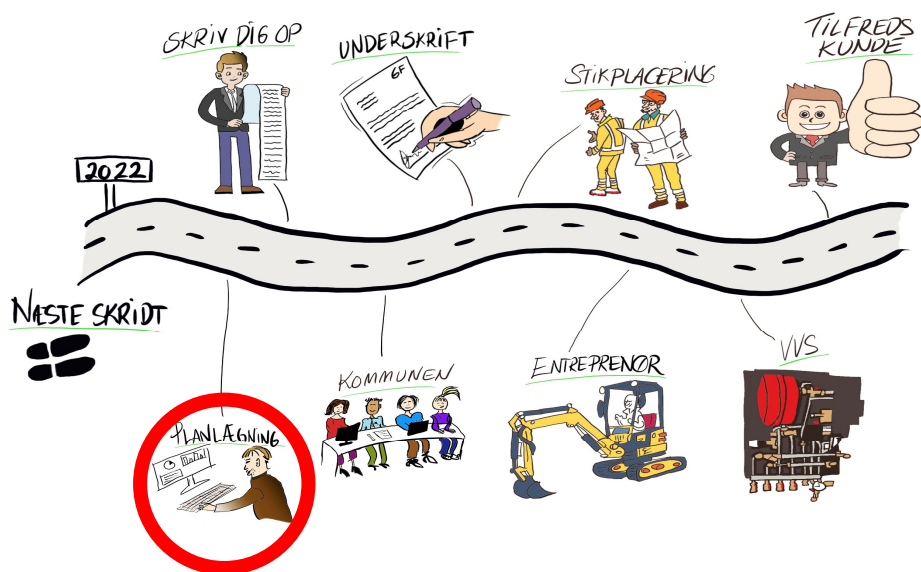 SKRIV DIG OP
UNDERSKRIFT
GF
STIKPLACERING
TILFREDS
KUNDE
2022
NÆSTE SKRIDT
PLANLÆGNING
KOMMUNEN
ENTREPRENØR
VVS